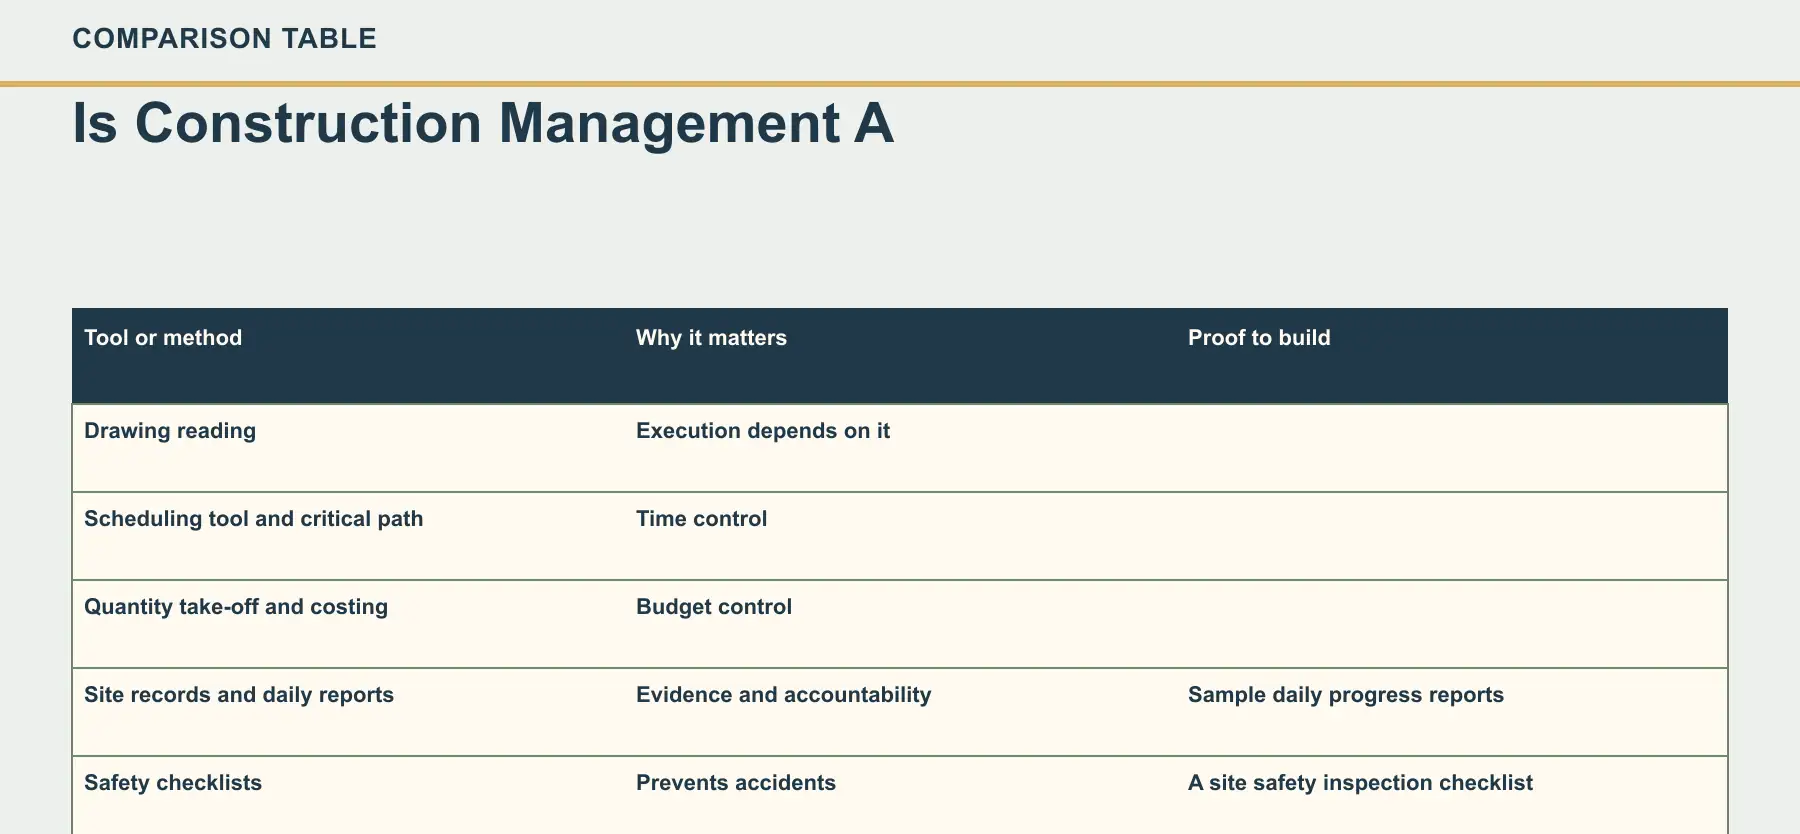 COMPARISON TABLE
Is Construction Management A
Tool or method Why it matters Proof to build
Drawing reading Execution depends on it
Scheduling tool and critical path Time control
Quantity take-off and costing Budget control
Site records and daily reports Evidence and accountability Sample daily progress reports
Safety checklists Prevents accidents A site safety inspection checklist